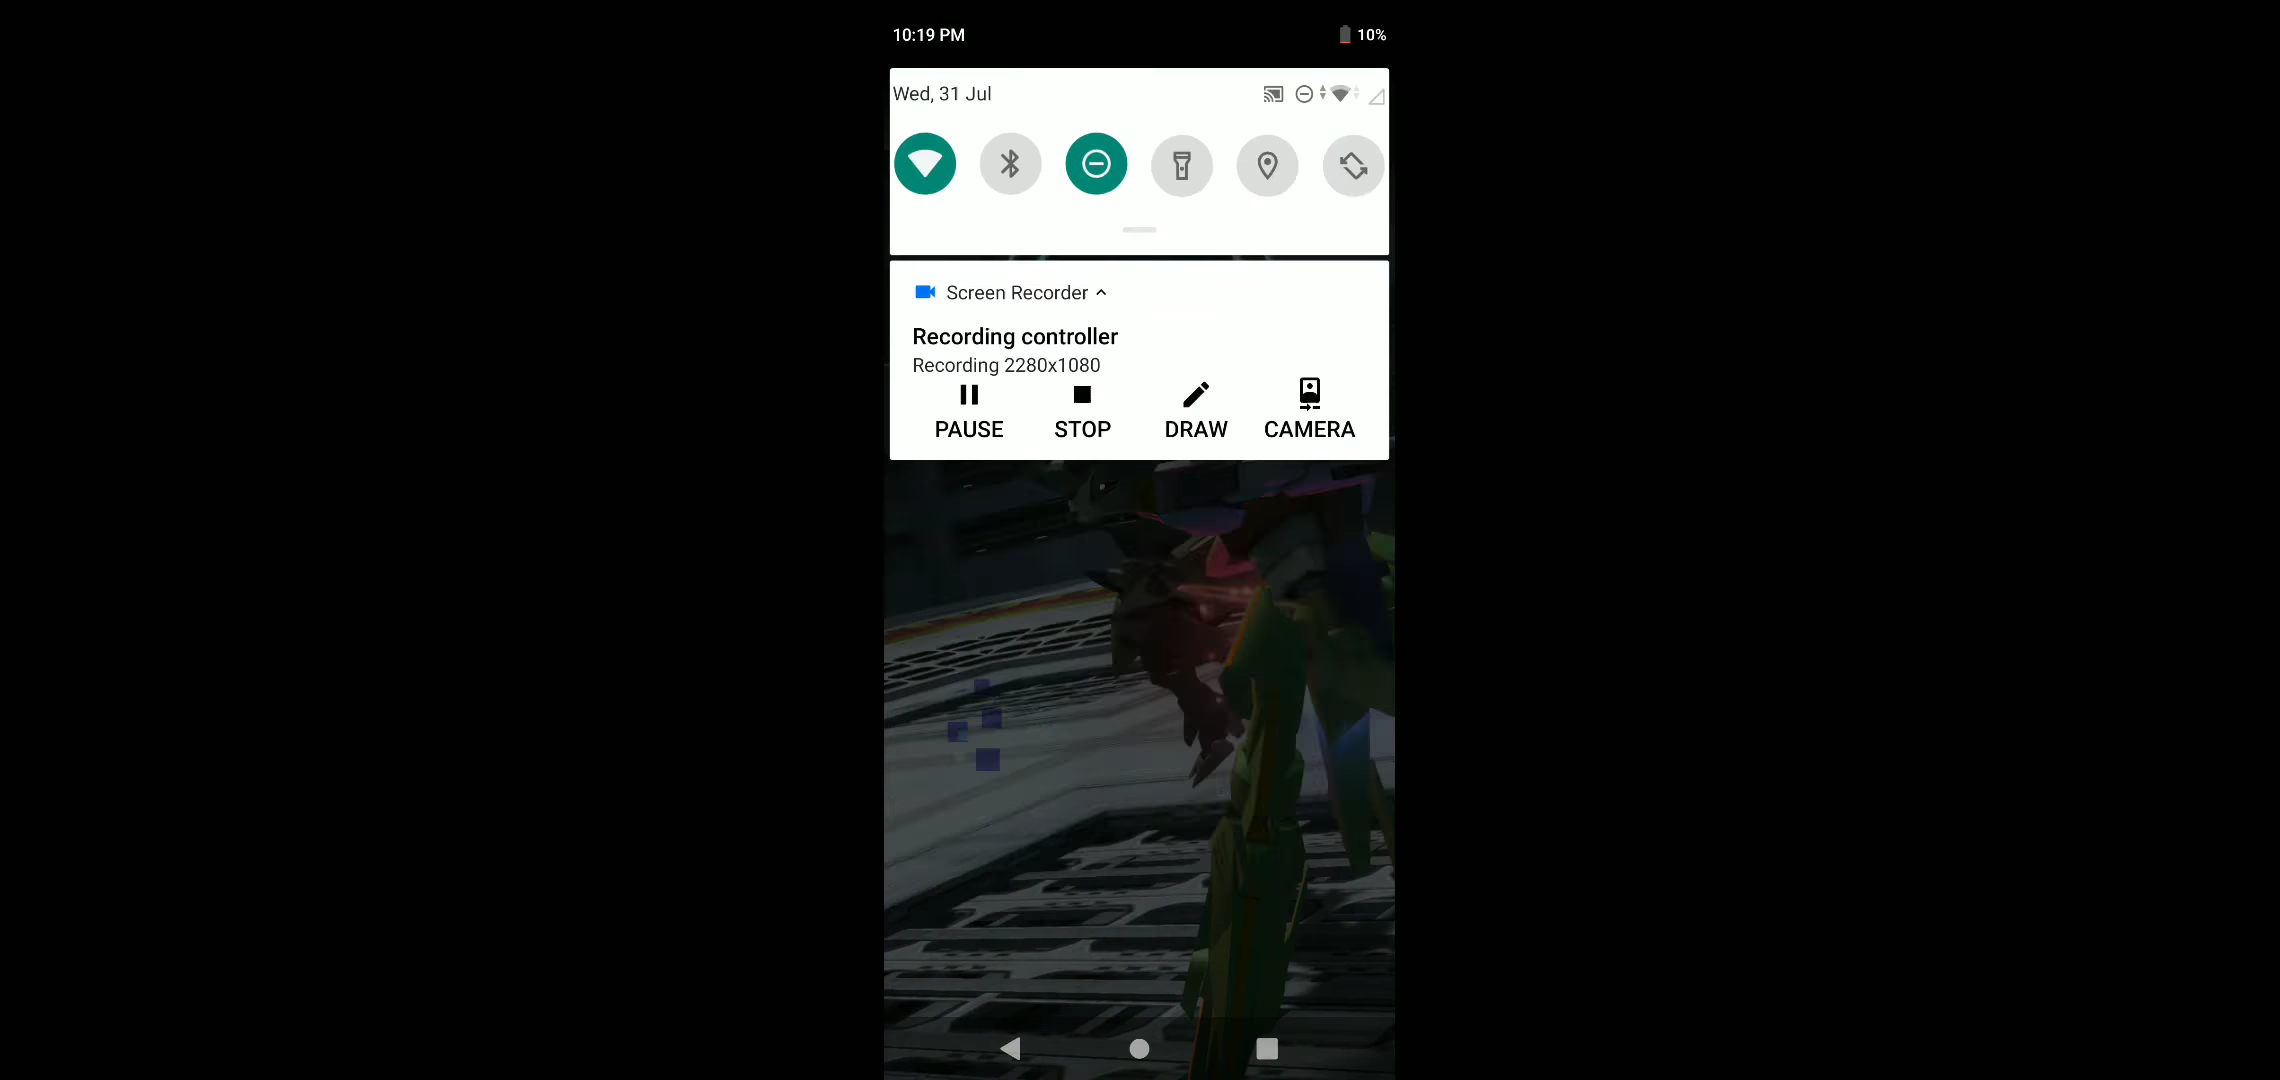 10:19 PM
10%
Wed, 31 Jul
Screen Recorder
Recording controller
Recording 2280x1080
PAUSE STOP DRAW CAMERA